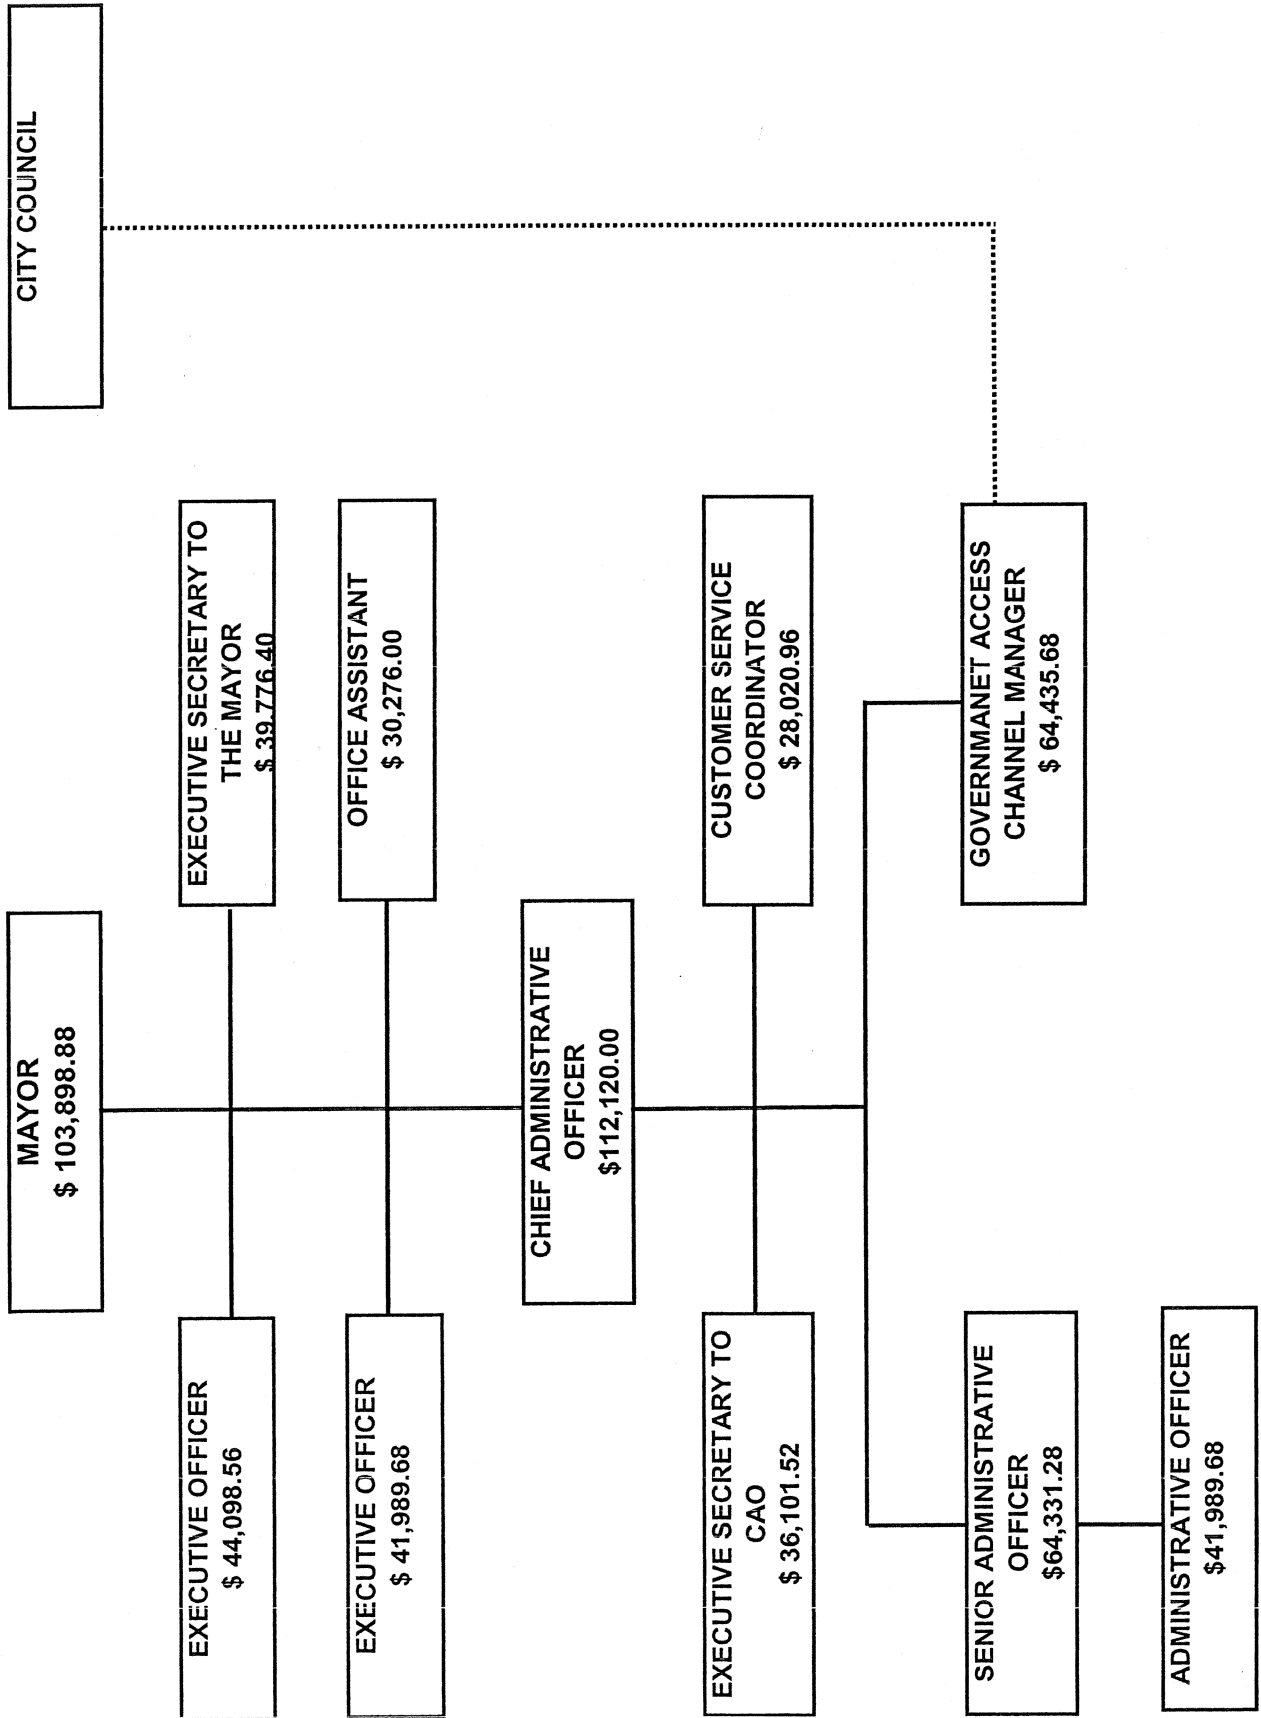 MAYOR
$ 103,898.88
CITY COUNCIL
EXECUTIVE OFFICER
$ 44,098.56
EXECUTIVE SECRETARY TO
THE MAYOR
$ 39,776.40
EXECUTIVE OFFICER
$ 41,989.68
OFFICE ASSISTANT
$ 30,276.00
CHIEF ADMINISTRATIVE
OFFICER
$112,120.00
EXECUTIVE SECRETARY TO
CAO
$ 36,101.52
CUSTOMER SERVICE
COORDINATOR
$ 28,020.96
SENIOR ADMINISTRATIVE
OFFICER
$64,331.28
GOVERNMANET ACCESS
CHANNEL MANAGER
$ 64,435.68
ADMINISTRATIVE OFFICER
$41,989.68